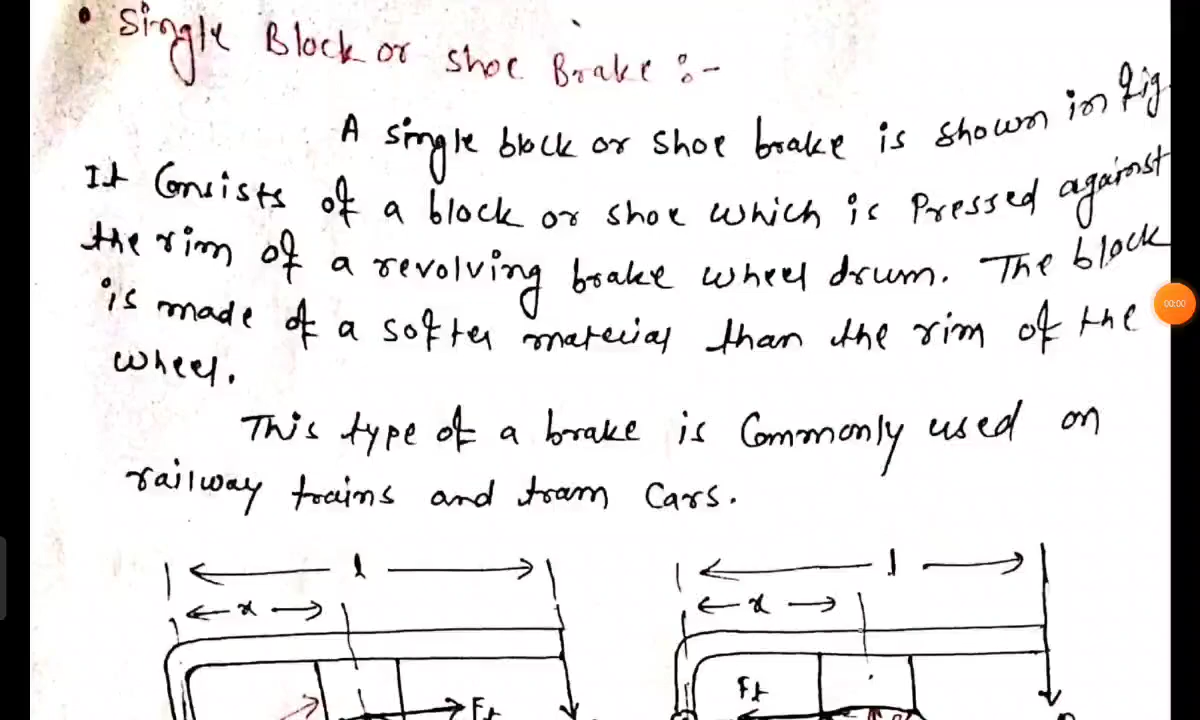 • Single Block or Shoe Brake :-
A single block or shoe brake is shown in fig.
It Consists of a block or shoe which is Pressed against
the rim of a revolving brake wheel drum. The block
is made of a softer material than the rim of the
wheel.
This type of a brake is Commonly used on
railway trains and tram Cars.
l l
x x
Ft Ft
00:00